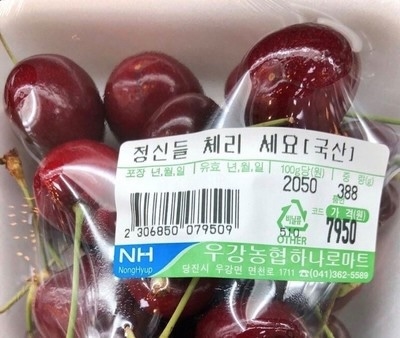 정신들 체리 세요[국산]
포장 년,월,일 유효 년,월,일 100g당(원) 중 량(g)
2050 388
코드 가 격(원)
7950
비닐류
OTHER
2 306850 079509
NH 우강농협하나로마트
NongHyup 당진시 우강면 면천로 1711 ☎(041)362-5589